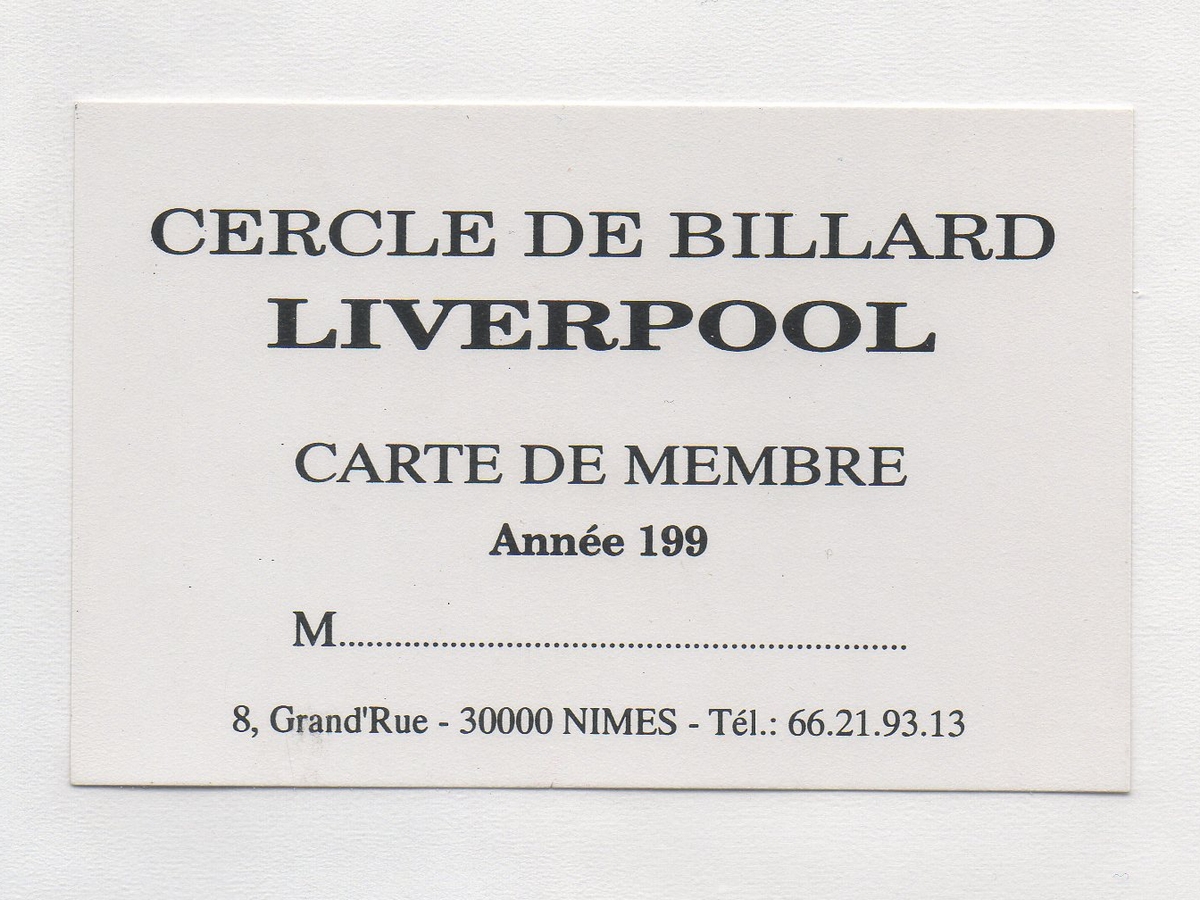 CERCLE DE BILLARD
LIVERPOOL
CARTE DE MEMBRE
Année 199
M...............................................................
8, Grand'Rue - 30000 NIMES - Tél.: 66.21.93.13